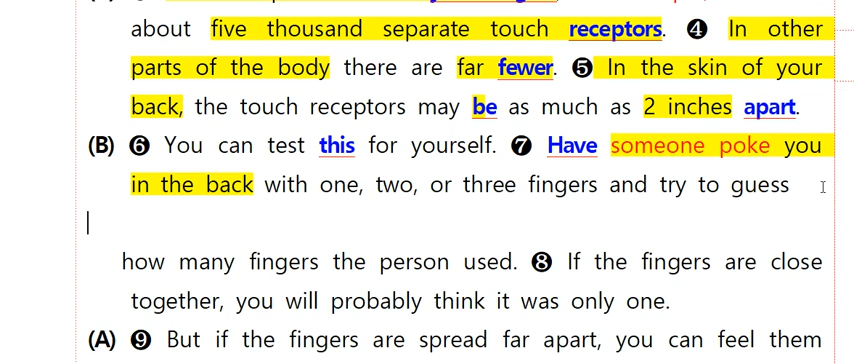 about five thousand separate touch receptors. ❹ In other
parts of the body there are far fewer. ❺ In the skin of your
back, the touch receptors may be as much as 2 inches apart.
(B) ❻ You can test this for yourself. ❼ Have someone poke you
in the back with one, two, or three fingers and try to guess
how many fingers the person used. ❽ If the fingers are close
together, you will probably think it was only one.
(A) ❾ But if the fingers are spread far apart, you can feel them